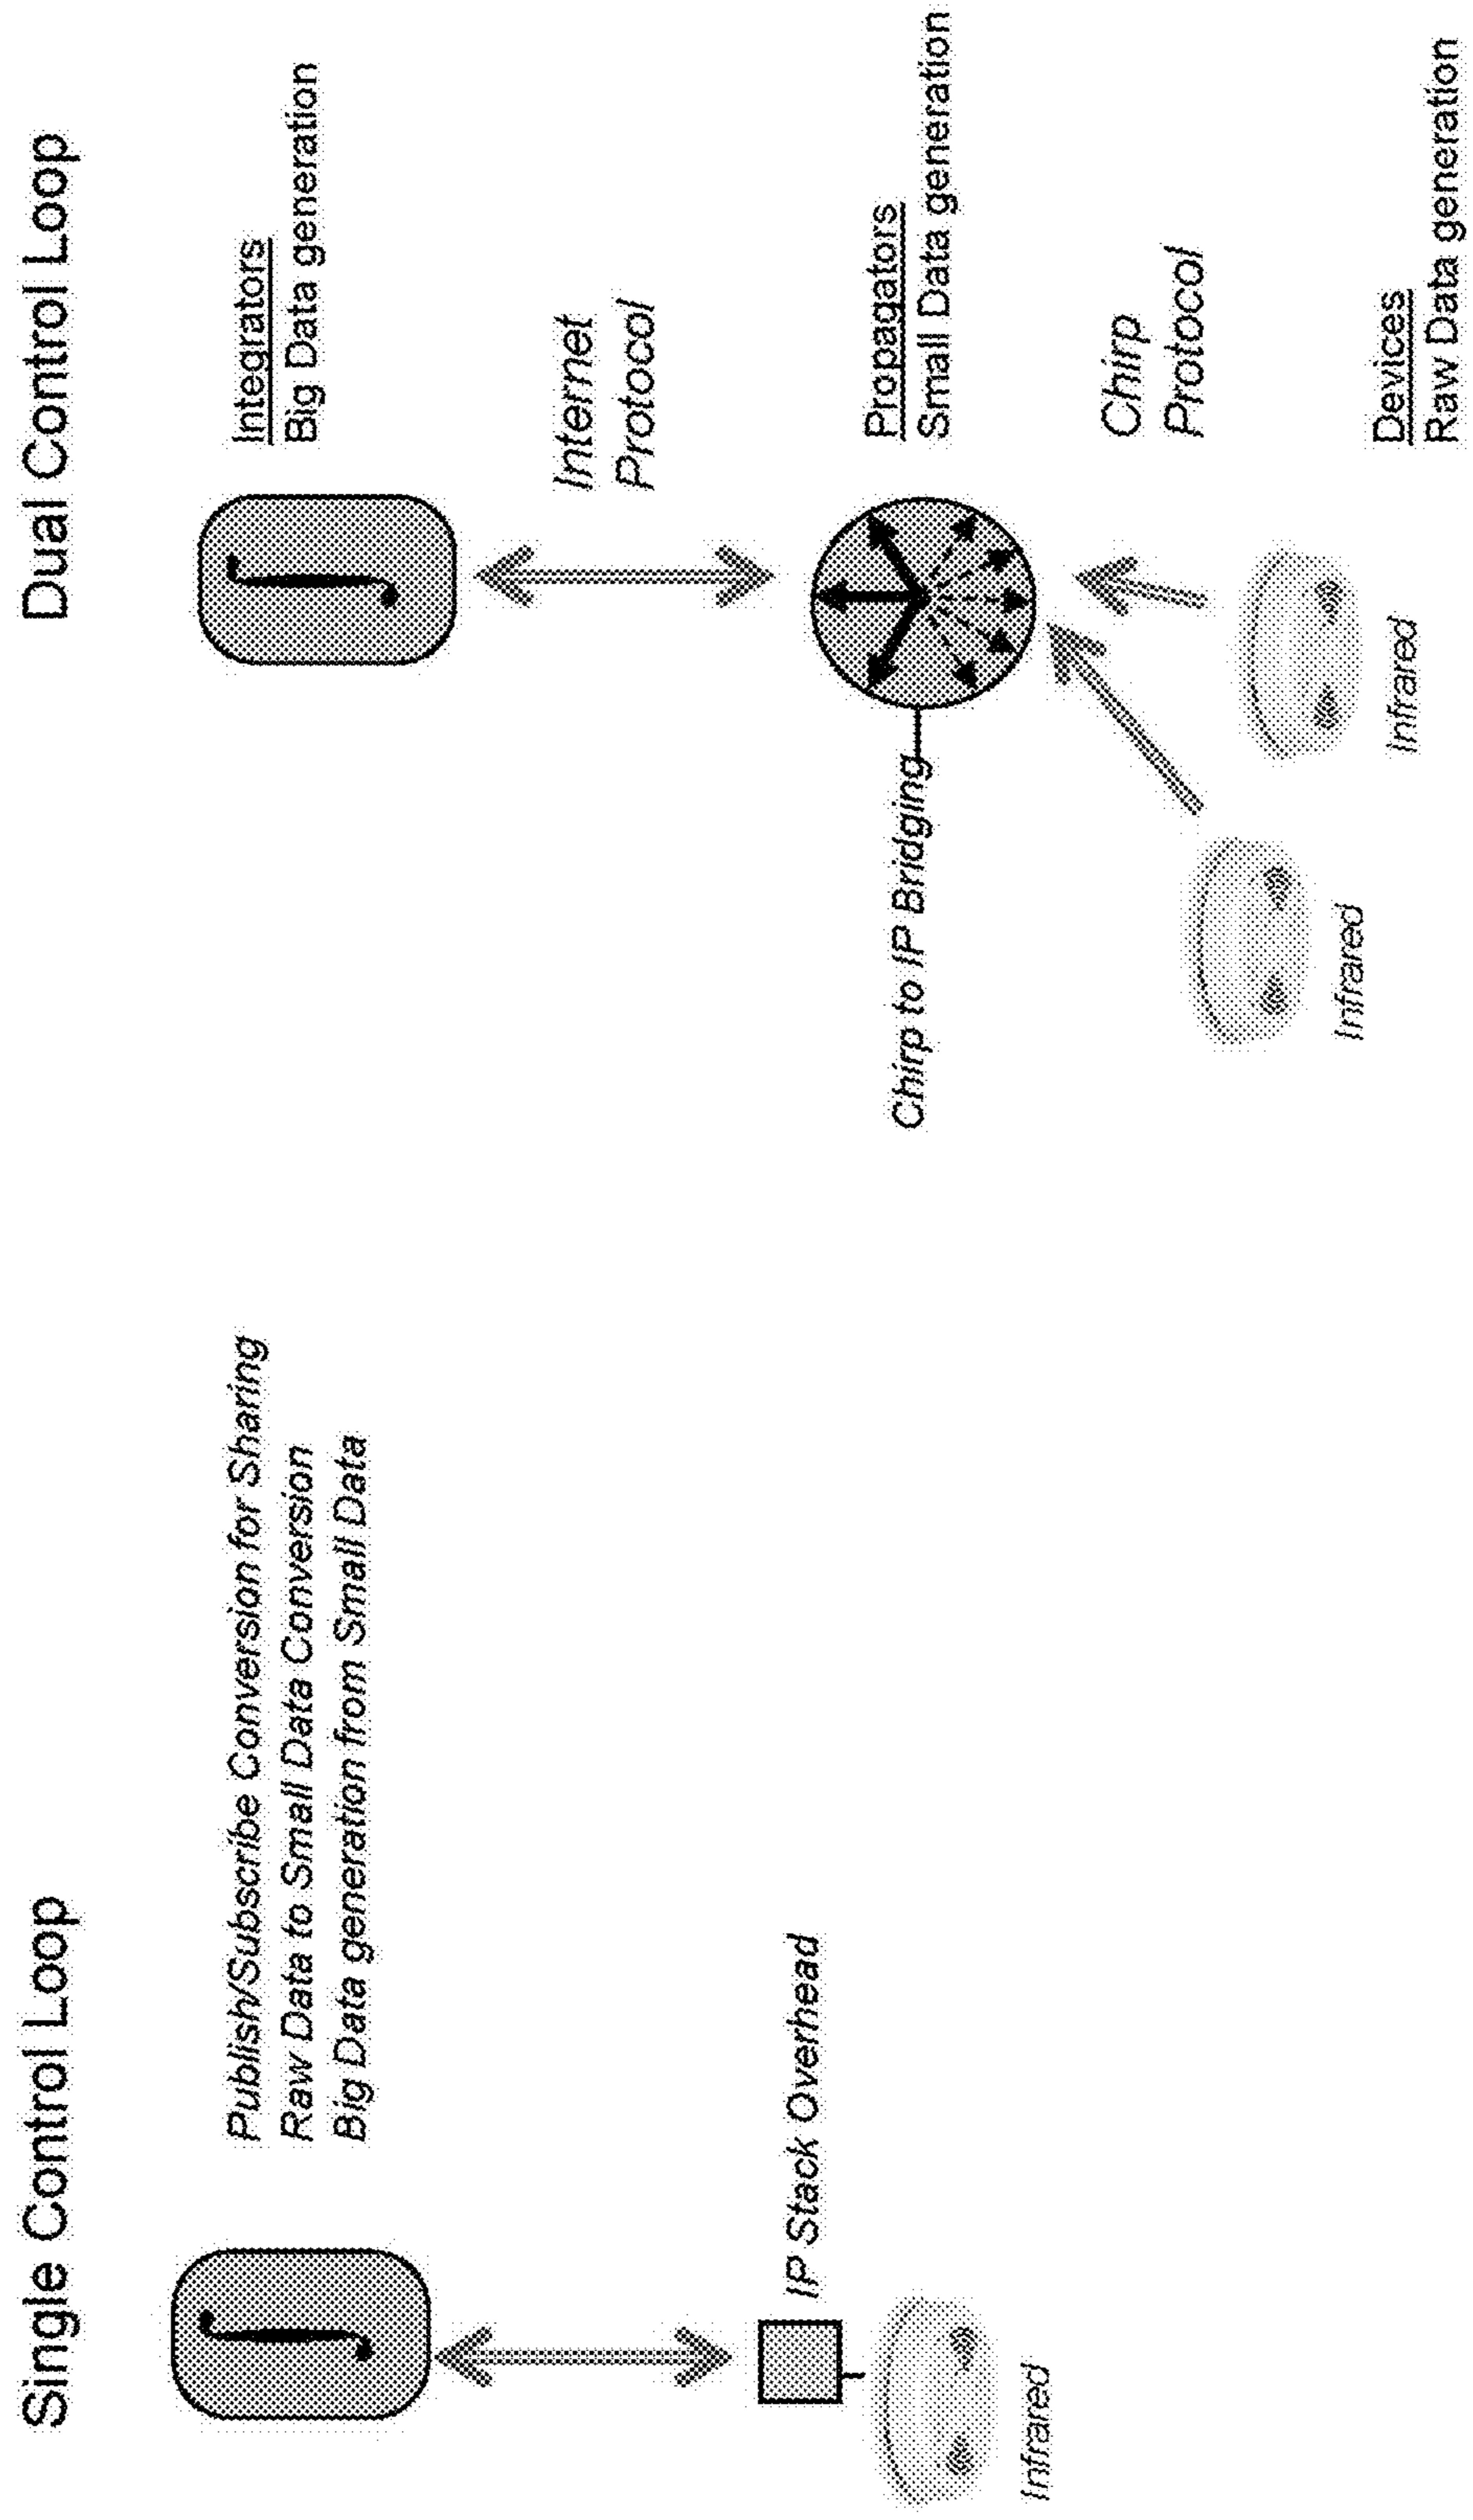 Single Control Loop
Publish/Subscribe Conversion for Sharing
Raw Data to Small Data Conversion
Big Data generation from Small Data
IP Stack Overhead
Infrared
Dual Control Loop
Integrators
Big Data generation
Internet
Protocol
Propagators
Small Data generation
Chirp to IP Bridging
Chirp
Protocol
Devices
Raw Data generation
Infrared
Infrared